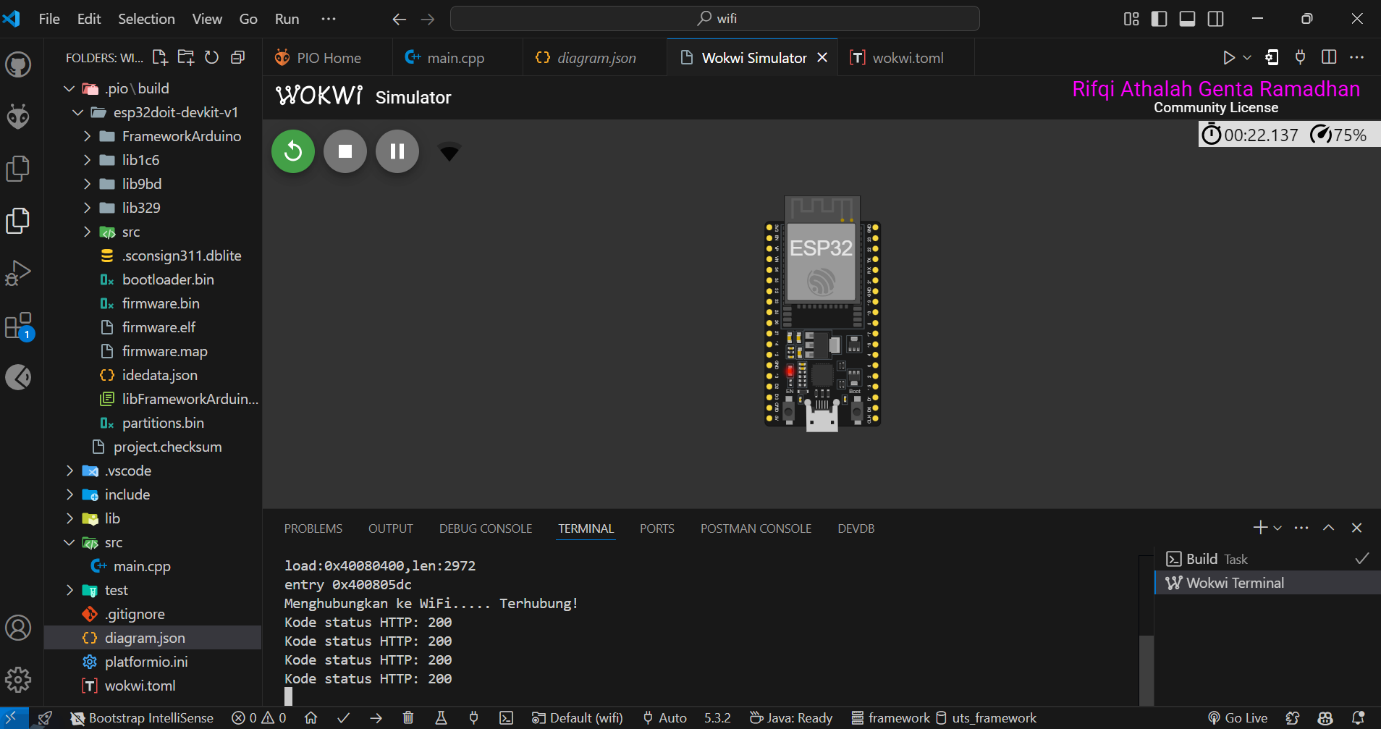 File Edit Selection View Go Run ··· wifi
FOLDERS: WI... PIO Home main.cpp diagram.json Wokwi Simulator wokwi.toml
.pio\build
esp32doit-devkit-v1
FrameworkArduino
lib1c6
lib9bd
lib329
src
.sconsign311.dblite
bootloader.bin
firmware.bin
firmware.elf
firmware.map
idedata.json
libFrameworkArduin...
partitions.bin
project.checksum
.vscode
include
lib
src
main.cpp
test
.gitignore
diagram.json
platformio.ini
wokwi.toml
1
WOKWI Simulator
Rifqi Athalah Genta Ramadhan
Community License
00:22.137 75%
ESP32
EN Boot
PROBLEMS OUTPUT DEBUG CONSOLE TERMINAL PORTS POSTMAN CONSOLE DEVDB
load:0x40080400,len:2972
entry 0x400805dc
Menghubungkan ke WiFi..... Terhubung!
Kode status HTTP: 200
Kode status HTTP: 200
Kode status HTTP: 200
Kode status HTTP: 200
Build Task
Wokwi Terminal
Bootstrap IntelliSense 0 0 Default (wifi) Auto 5.3.2 Java: Ready framework uts_framework Go Live